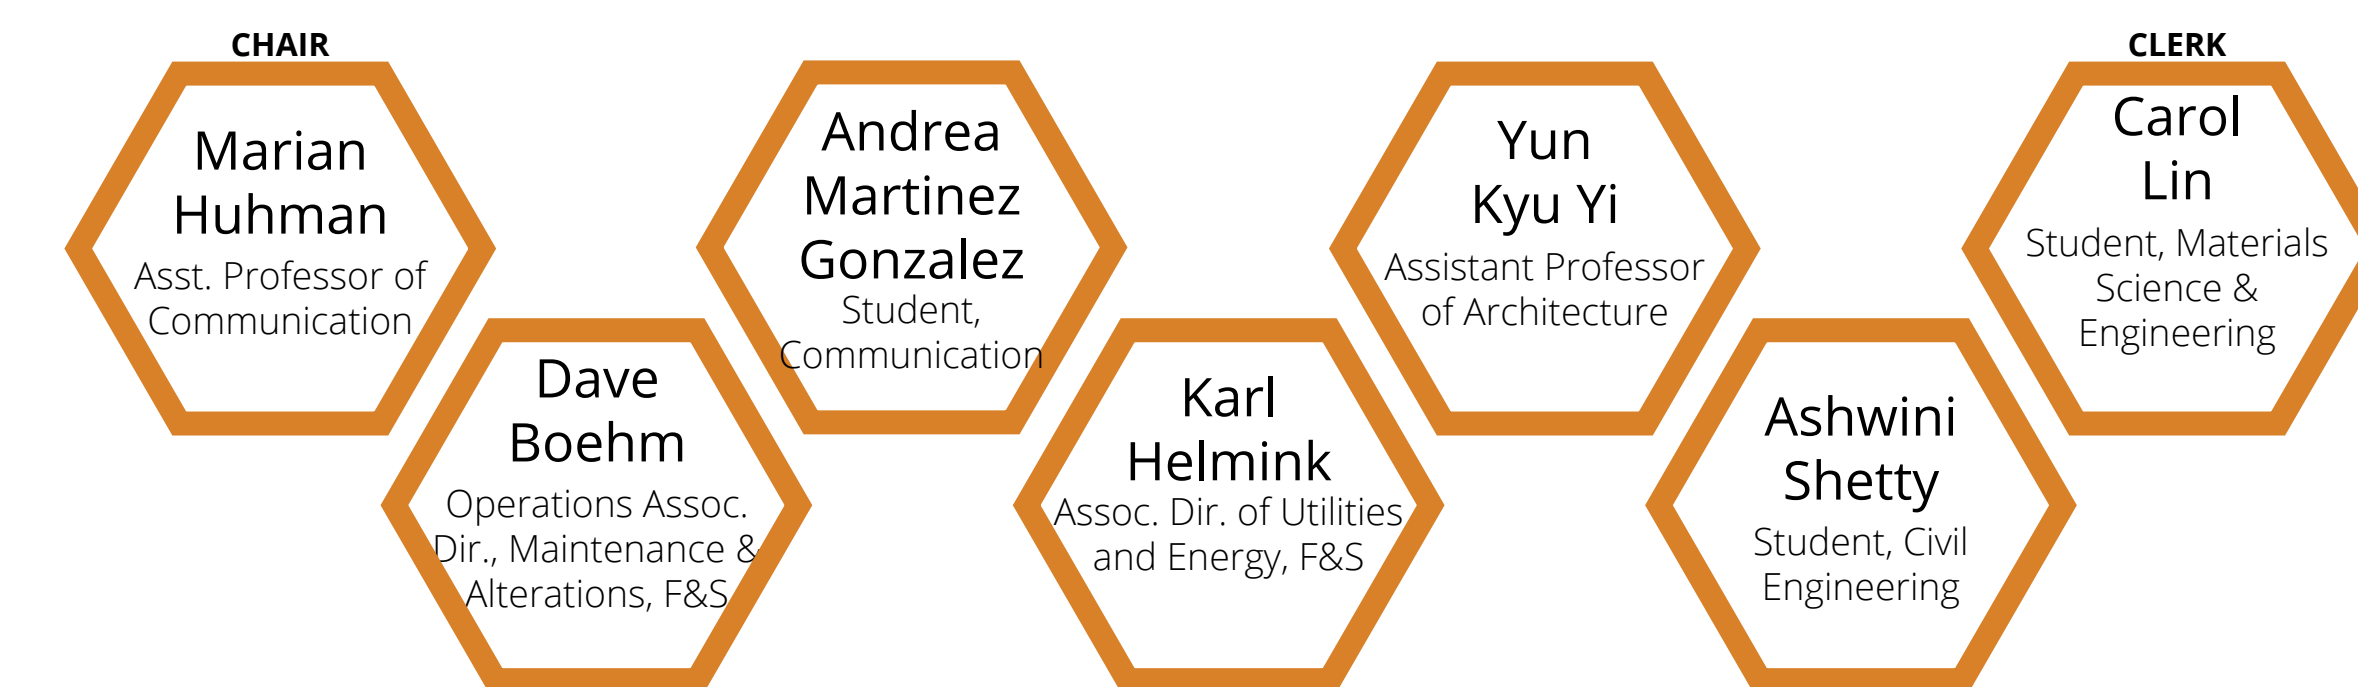 CHAIR
Marian
Huhman
Asst. Professor of
Communication
Dave
Boehm
Operations Assoc.
Dir., Maintenance &
Alterations, F&S
Andrea
Martinez
Gonzalez
Student,
Communication
Karl
Helmink
Assoc. Dir. of Utilities
and Energy, F&S
Yun
Kyu Yi
Assistant Professor
of Architecture
Ashwini
Shetty
Student, Civil
Engineering
CLERK
Carol
Lin
Student, Materials
Science &
Engineering